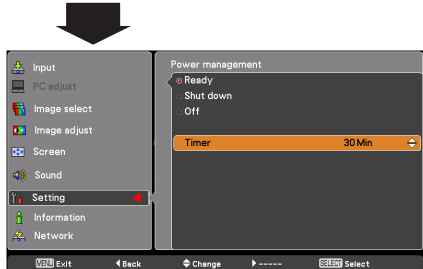 Input
PC adjust
Image select
Image adjust
Screen
Sound
Setting
Information
Network
Power management
Ready
Shut down
Off
Timer 30 Min
MENU Exit Back Change ----- SELECT Select